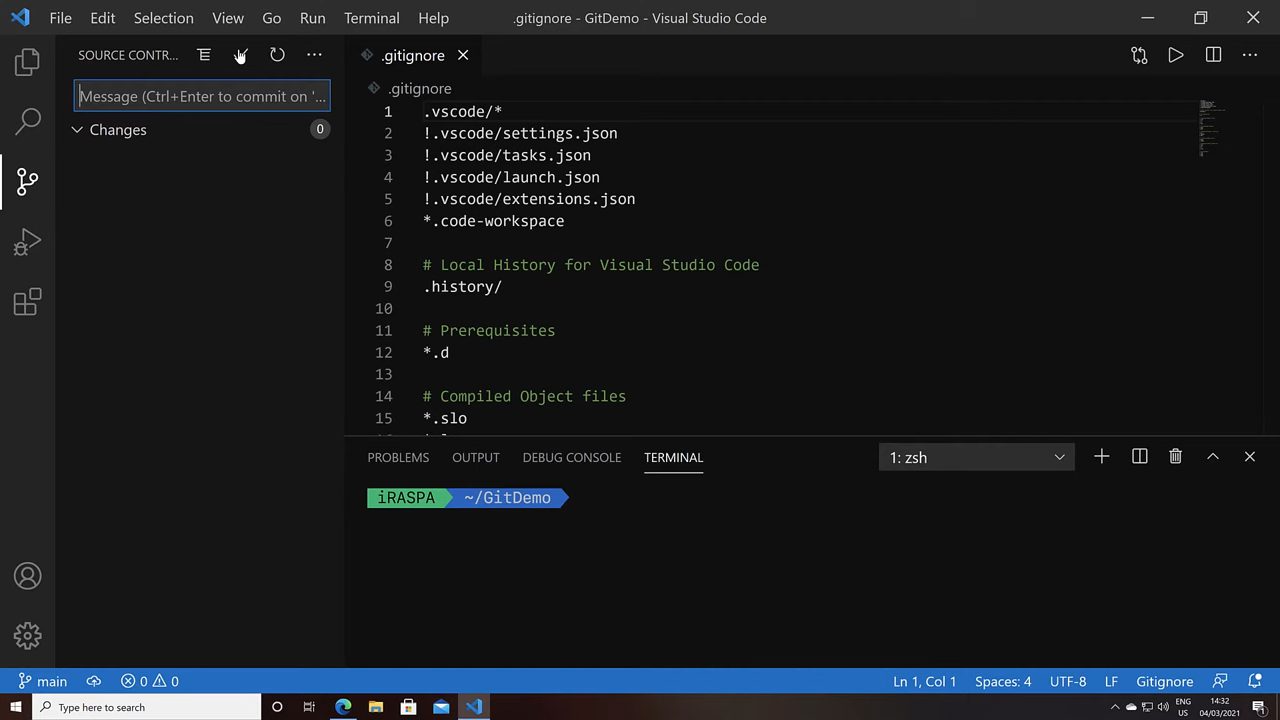 File Edit Selection View Go Run Terminal Help .gitignore - GitDemo - Visual Studio Code
SOURCE CONTR...
Message (Ctrl+Enter to commit on '...
Changes 0
.gitignore
.gitignore
1 .vscode/*
2 !.vscode/settings.json
3 !.vscode/tasks.json
4 !.vscode/launch.json
5 !.vscode/extensions.json
6 *.code-workspace
7
8 # Local History for Visual Studio Code
9 .history/
10
11 # Prerequisites
12 *.d
13
14 # Compiled Object files
15 *.slo
PROBLEMS OUTPUT DEBUG CONSOLE TERMINAL 1: zsh
iRASPA ~/GitDemo
main 0 0 Ln 1, Col 1 Spaces: 4 UTF-8 LF Gitignore
Type here to search
ENG
US
14:32
04/03/2021